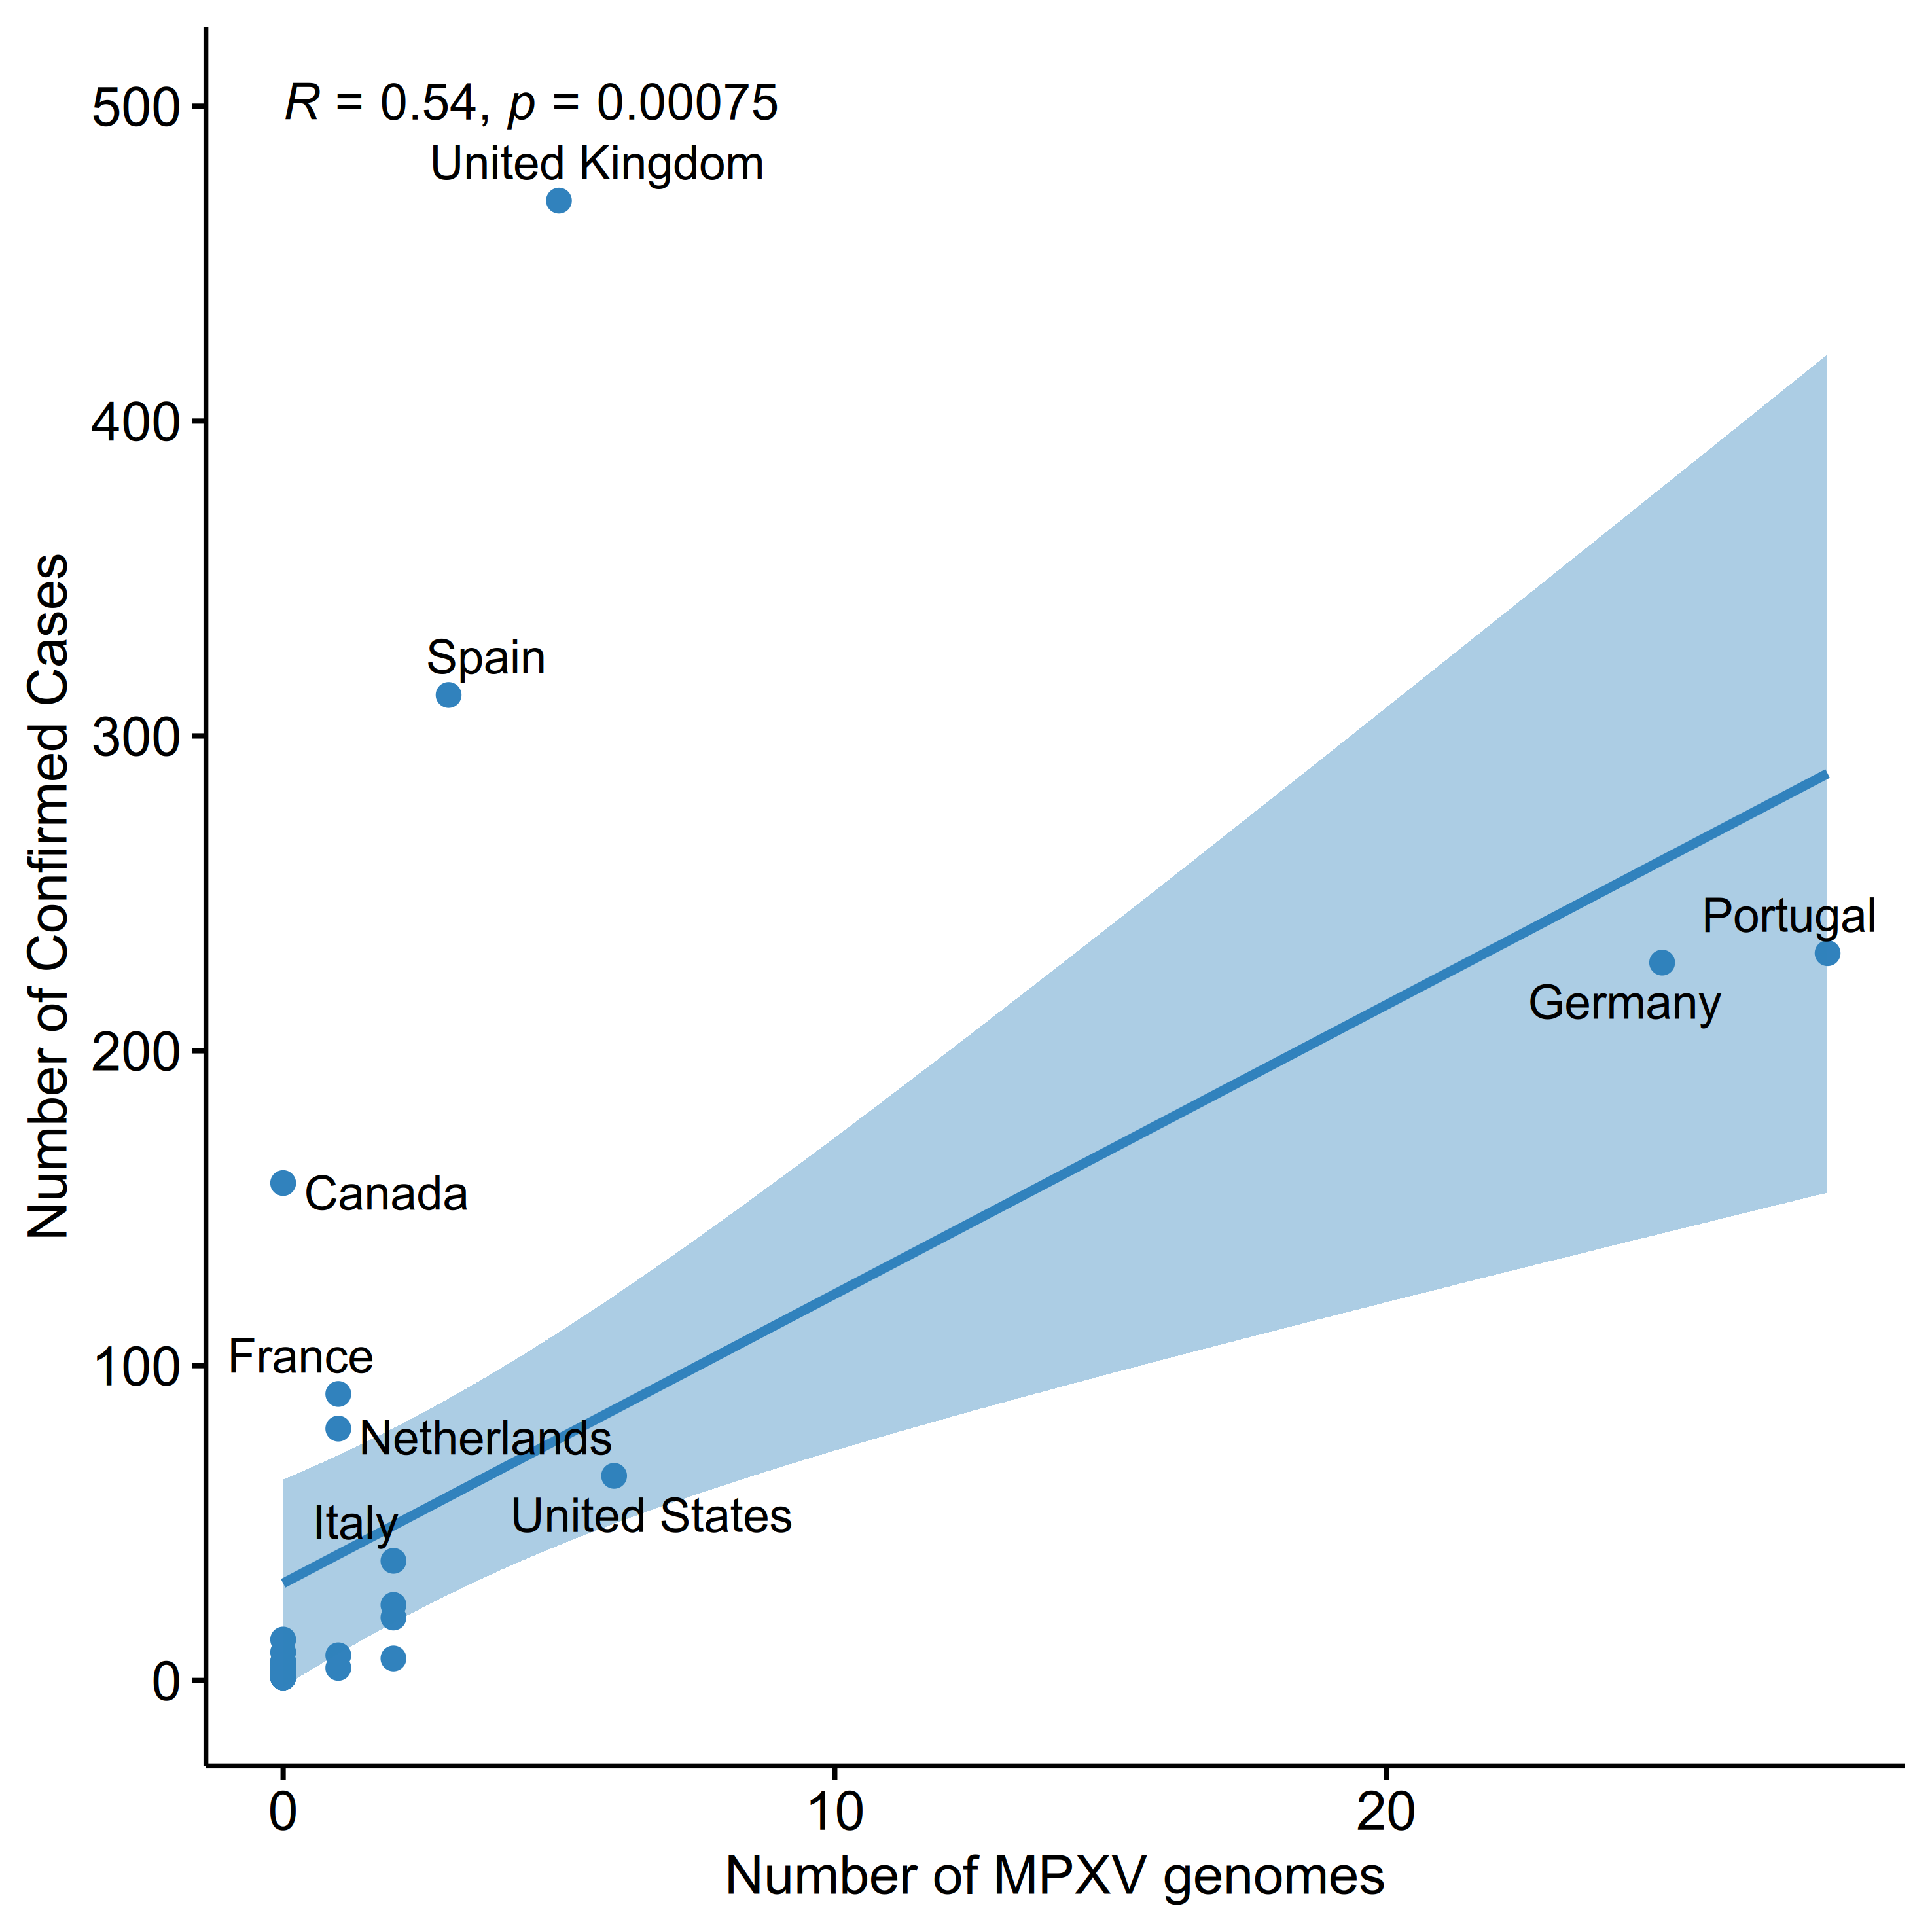 R = 0.54, p = 0.00075
United Kingdom
Spain
Portugal
Germany
Canada
France
Netherlands
United States
Italy
500
400
300
200
100
0
0
10
20
Number of Confirmed Cases
Number of MPXV genomes